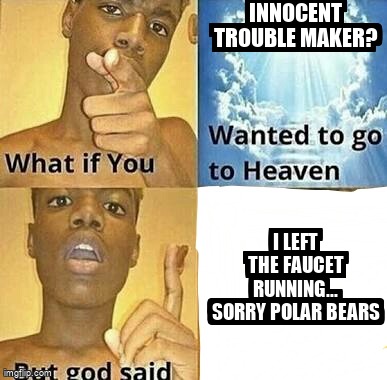 INNOCENT
TROUBLE MAKER?
What if You
Wanted to go
to Heaven
But god said
I LEFT
THE FAUCET
RUNNING...
SORRY POLAR BEARS
imgflip.com